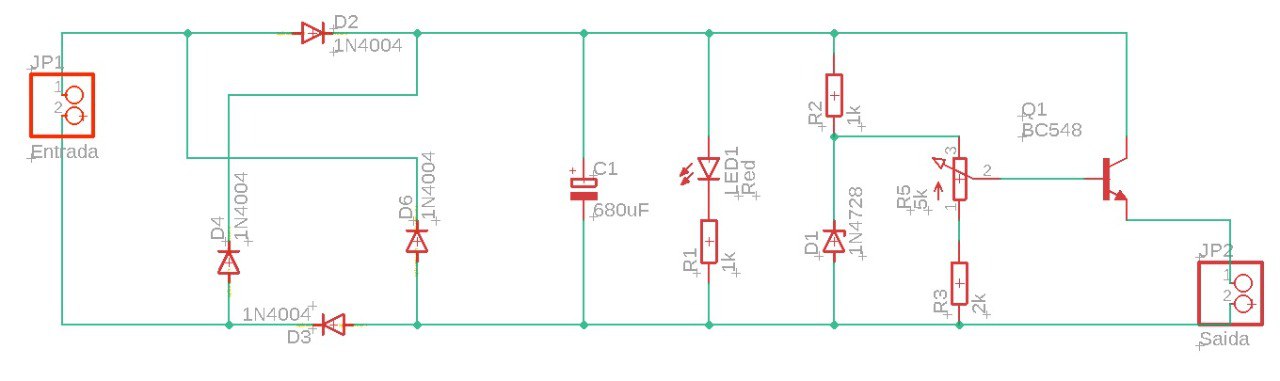 D2
1N4004
JP1
1
2
Entrada
D4
1N4004
D6
1N4004
1N4004
D3
+
C1
680uF
LED1
Red
R1
1k
R2
1k
D1
1N4728
R5
5k
3
2
1
R3
2k
Q1
BC548
JP2
1
2
Saida